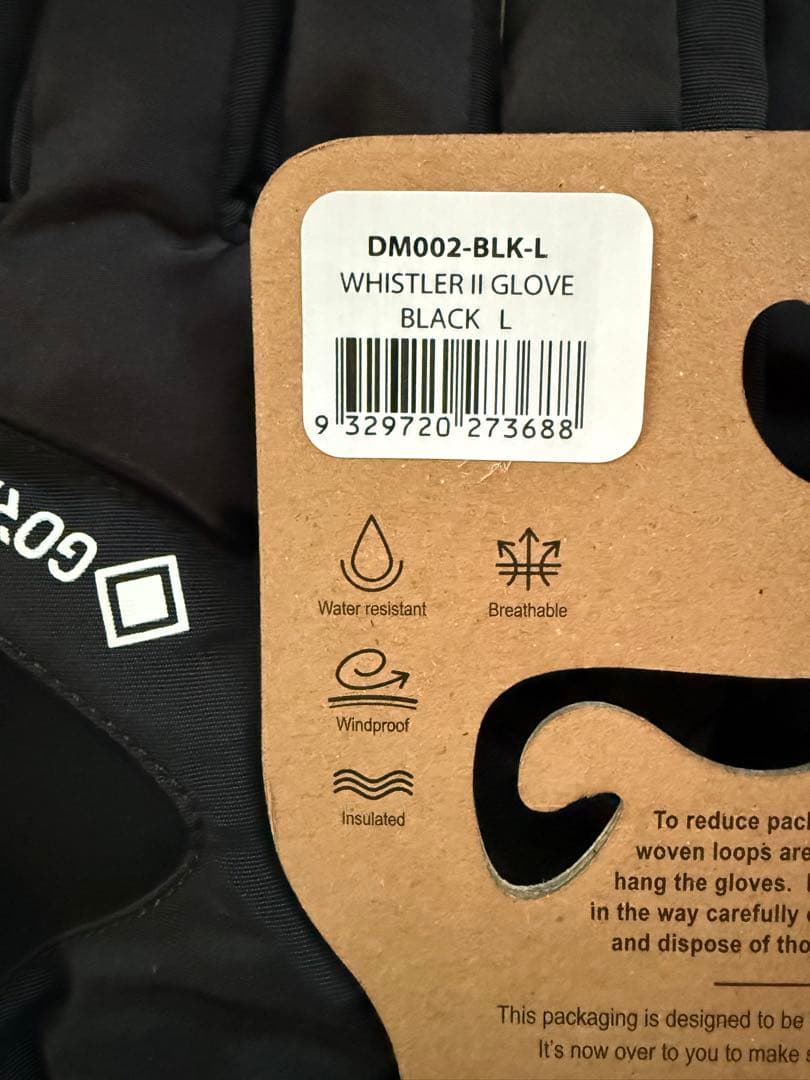 DM002-BLK-L
WHISTLER II GLOVE
BLACK L
9 329720 273688
Water resistant
Breathable
Windproof
Insulated
To reduce pac
woven loops are
hang the gloves.
in the way carefully
and dispose of tho
This packaging is designed to be
It's now over to you to make
GOR